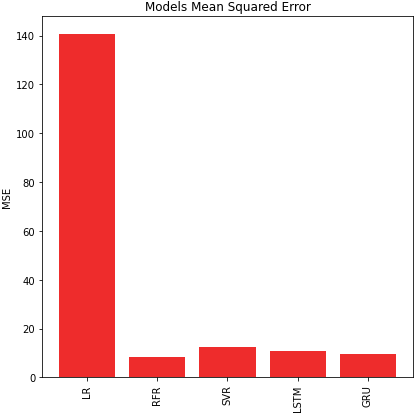 Models Mean Squared Error
MSE
140
120
100
80
60
40
20
0
LR
RFR
SVR
LSTM
GRU